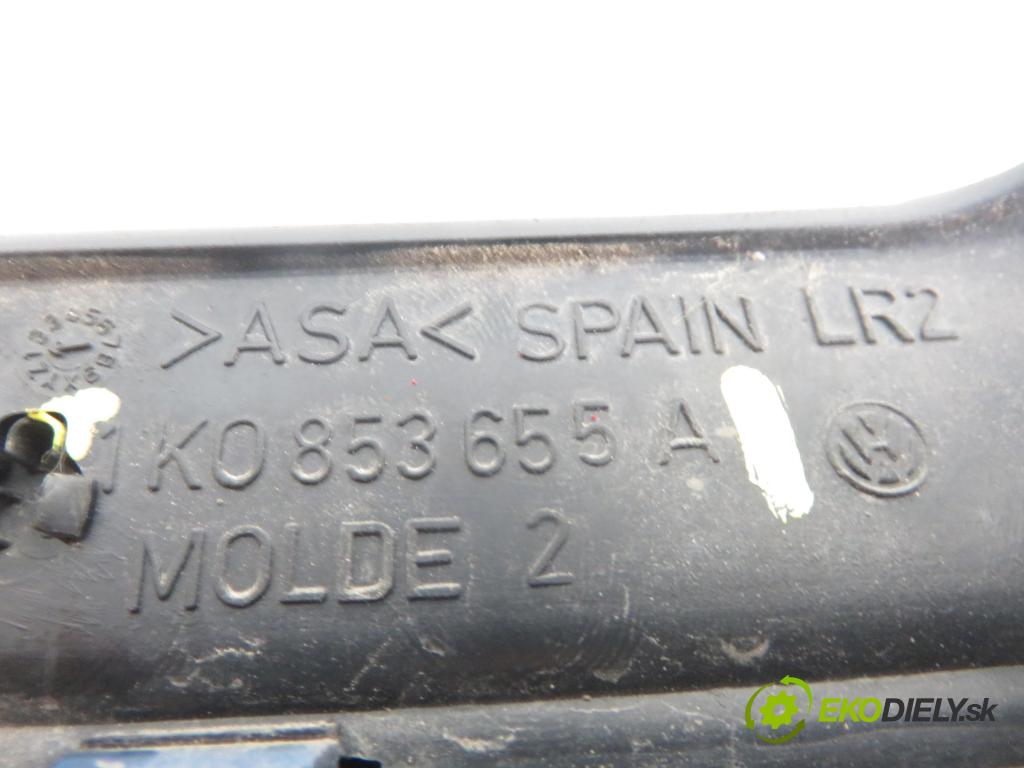 >ASA< SPAIN LR2
1K0 853 655 A
MOLDE 2
EKODIELY.sk